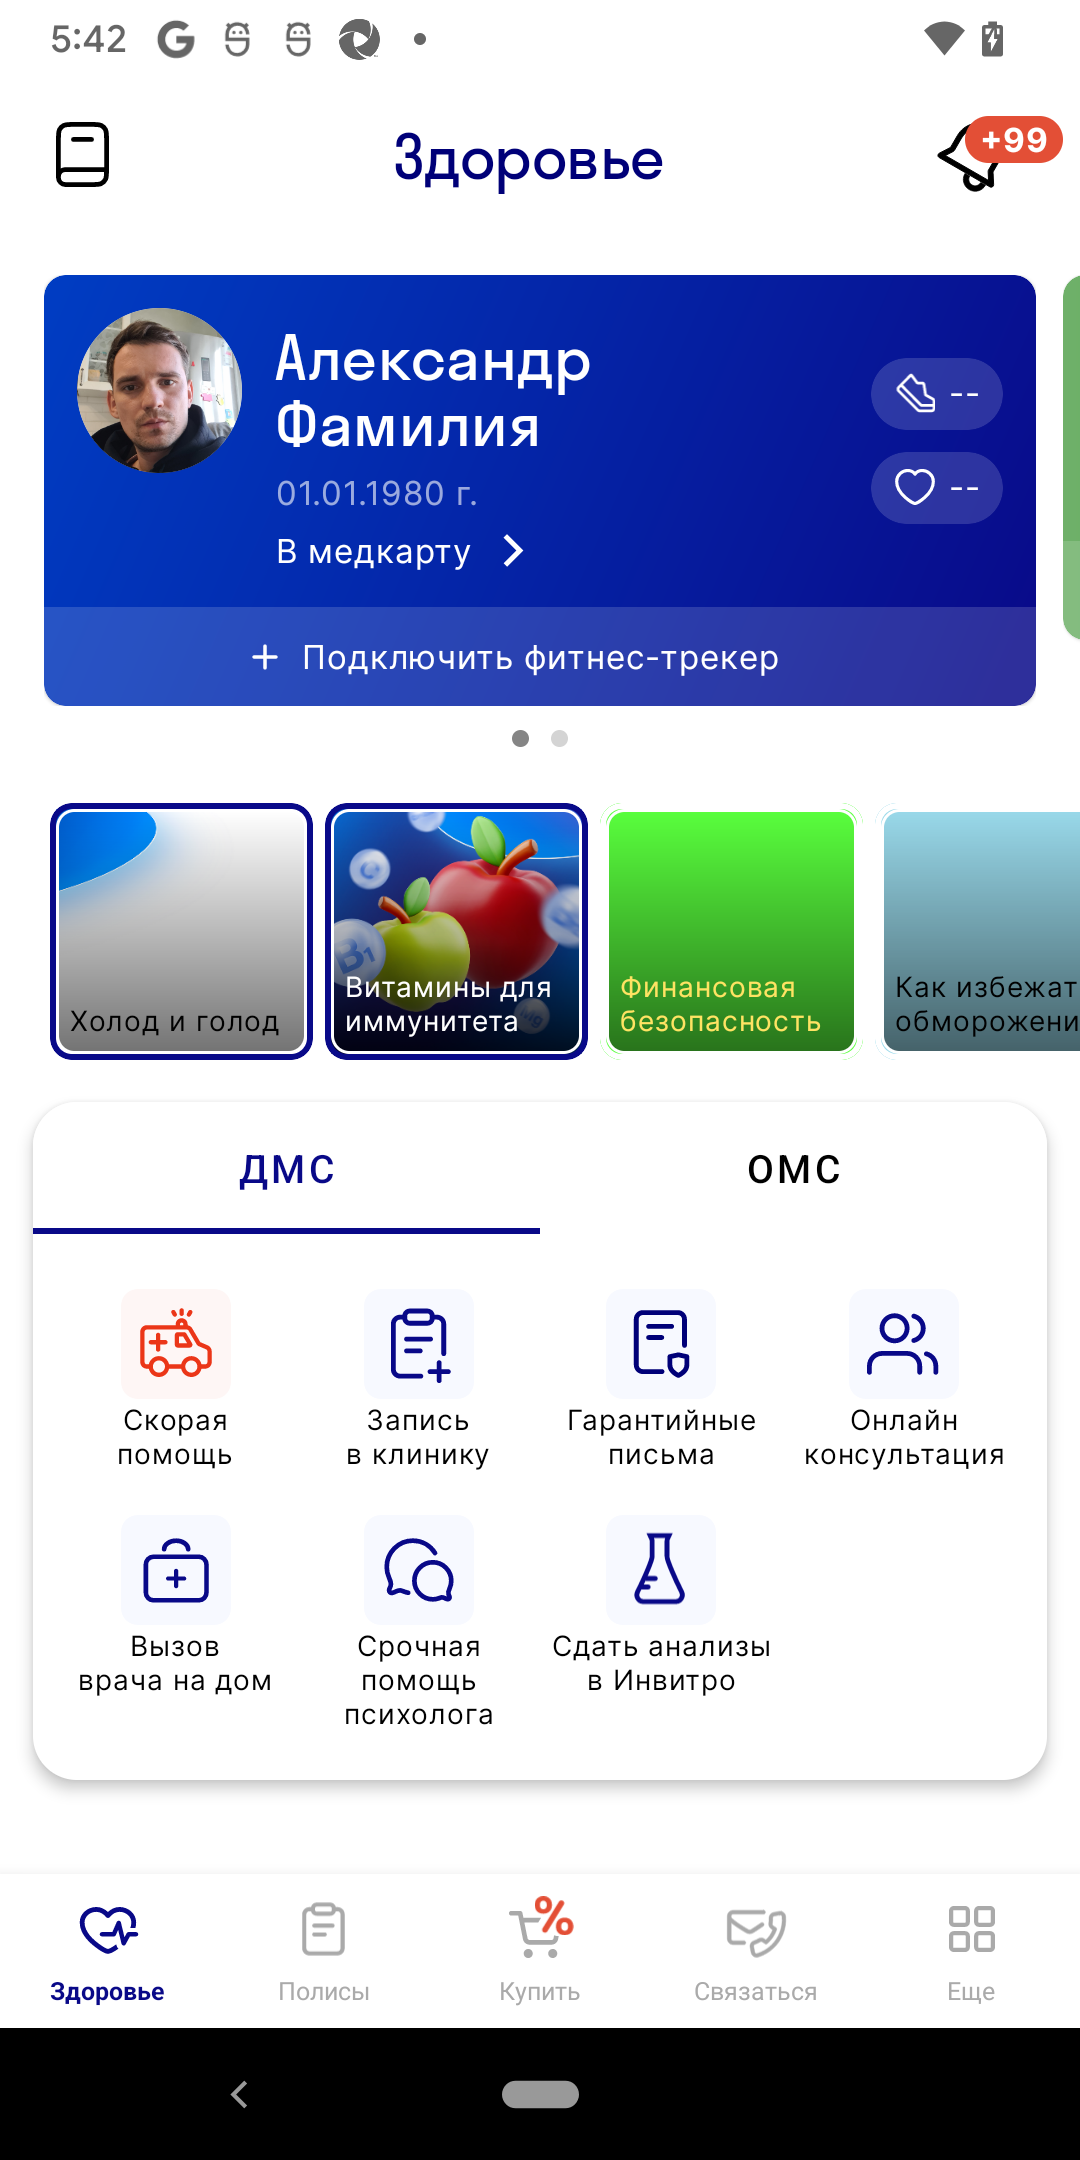 5:42
Здоровье
+99
Александр
Фамилия
01.01.1980 г.
В медкарту
--
--
Подключить фитнес-трекер
Холод и голод
B1
Mg
Витамины для
иммунитета
Финансовая
безопасность
Как избежат
обморожени
ДМС
ОМС
Скорая
помощь
Запись
в клинику
Гарантийные
письма
Онлайн
консультация
Вызов
врача на дом
Срочная
помощь
психолога
Сдать анализы
в Инвитро
%
Здоровье
Полисы
Купить
Связаться
Еще